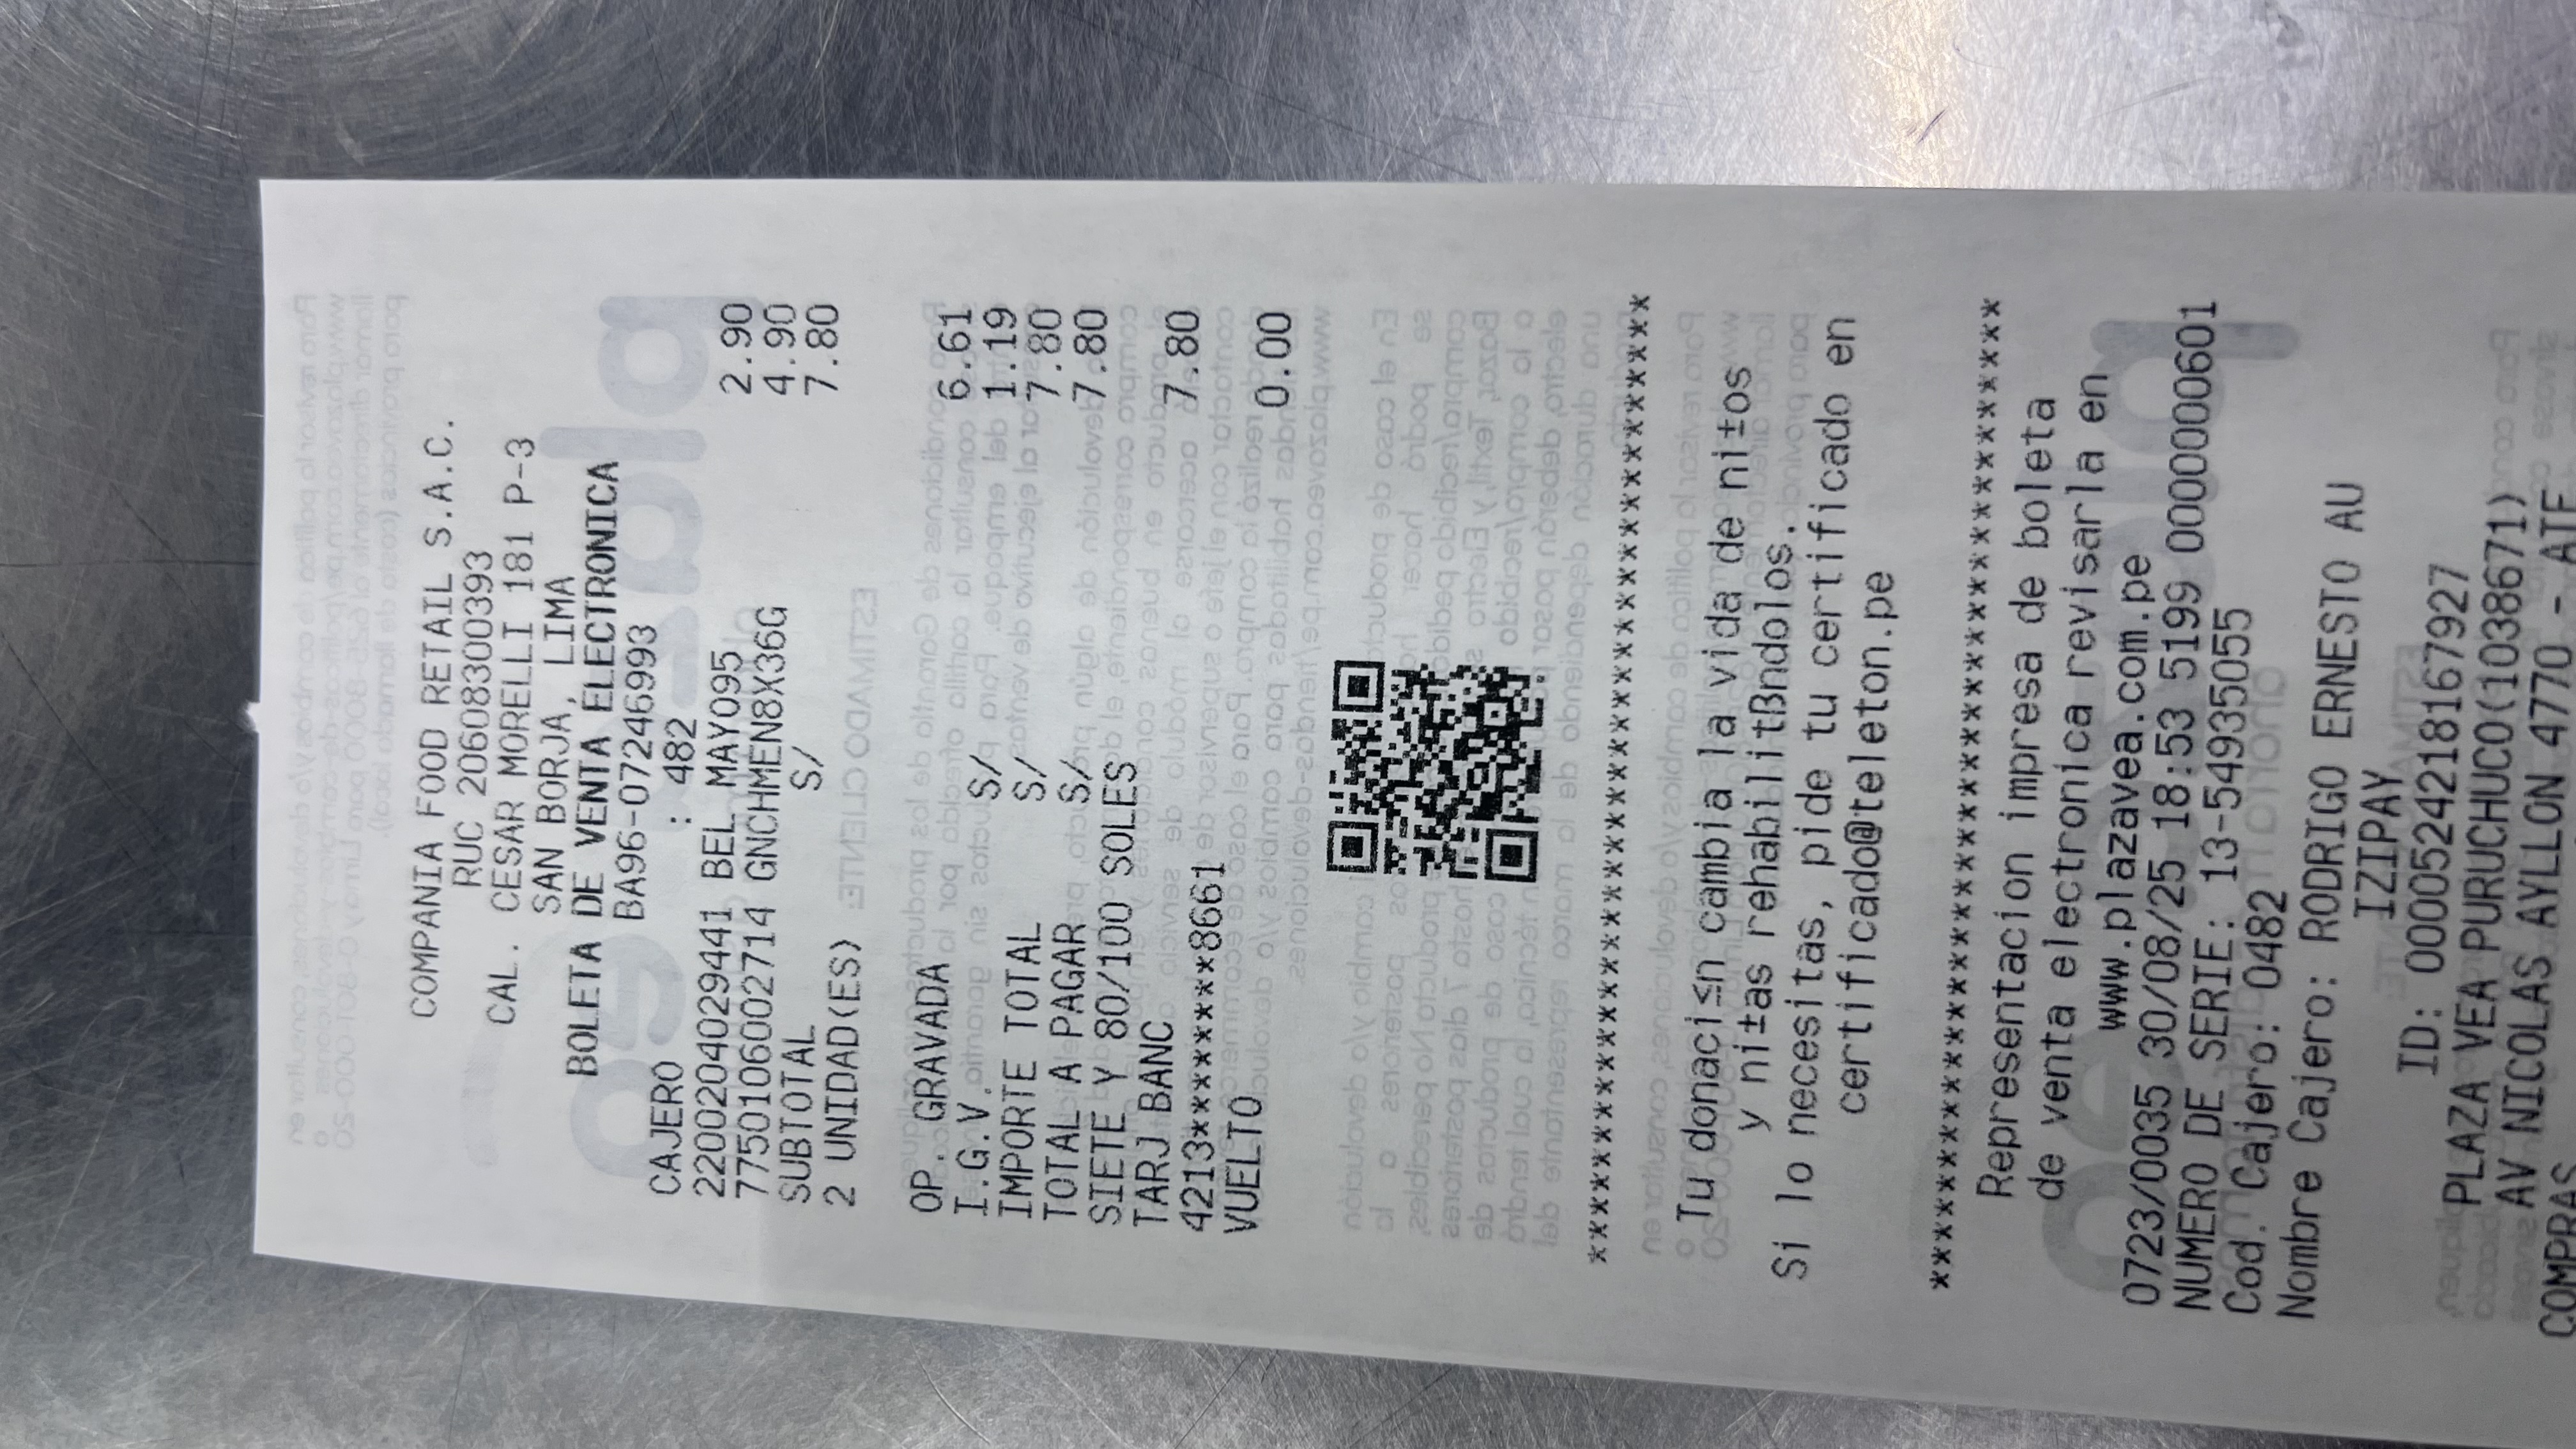 COMPANIA FOOD RETAIL S.A.C.
RUC 20608300393
CAL. CESAR MORELLI 181 P-3
SAN BORJA, LIMA
BOLETA DE VENTA ELECTRONICA
BA96-072469993
CAJERO : 482
2200204029441 BEL MAY095 2.90
7750106002714 GNCHMEN8X36G 4.90
SUBTOTAL S/ 7.80
2 UNIDAD(ES)
OP. GRAVADA 6.61
I.G.V. S/ 1.19
IMPORTE TOTAL S/ 7.80
TOTAL A PAGAR S/ 7.80
SIETE Y 80/100 SOLES
TARJ BANC 7.80
4213********8661
VUELTO 0.00
****************************************
Tu donaci≤n cambia la vida de ni±os
y ni±as rehabilitßndolos.
Si lo necesitas, pide tu certificado en
certificado@teleton.pe
****************************************
Representacion impresa de boleta
de venta electronica revisarla en
www.plazavea.com.pe
0723/0035 30/08/25 18:53 5199 0000000601
NUMERO DE SERIE: 13-54935055
Cod. Cajero: 0482
Nombre Cajero: RODRIGO ERNESTO AU
IZIPAY
ID: 000052421816 7927
PLAZA VEA PURUCHUCO(1038671)
AV NICOLAS AYLLON 4770 - ATE
COMPRAS